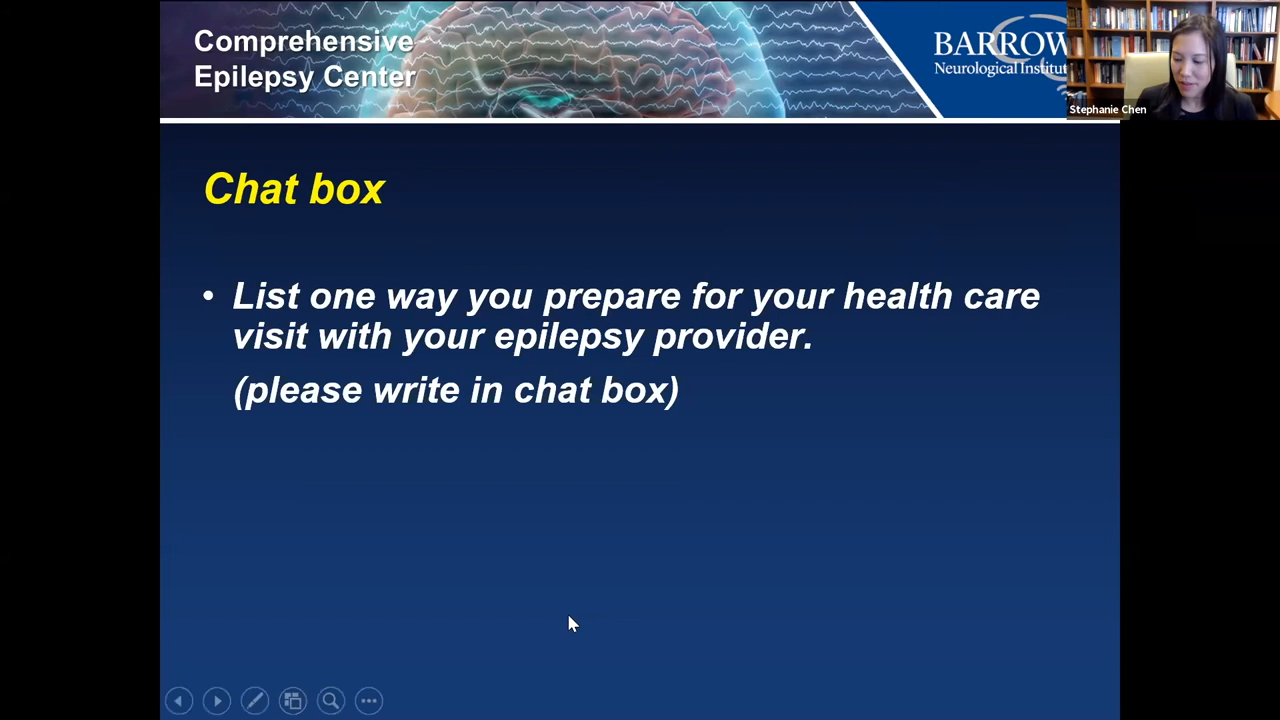 Comprehensive
Epilepsy Center
BARROW
Neurological Institut
Stephanie Chen
Chat box
• List one way you prepare for your health care
visit with your epilepsy provider.
(please write in chat box)